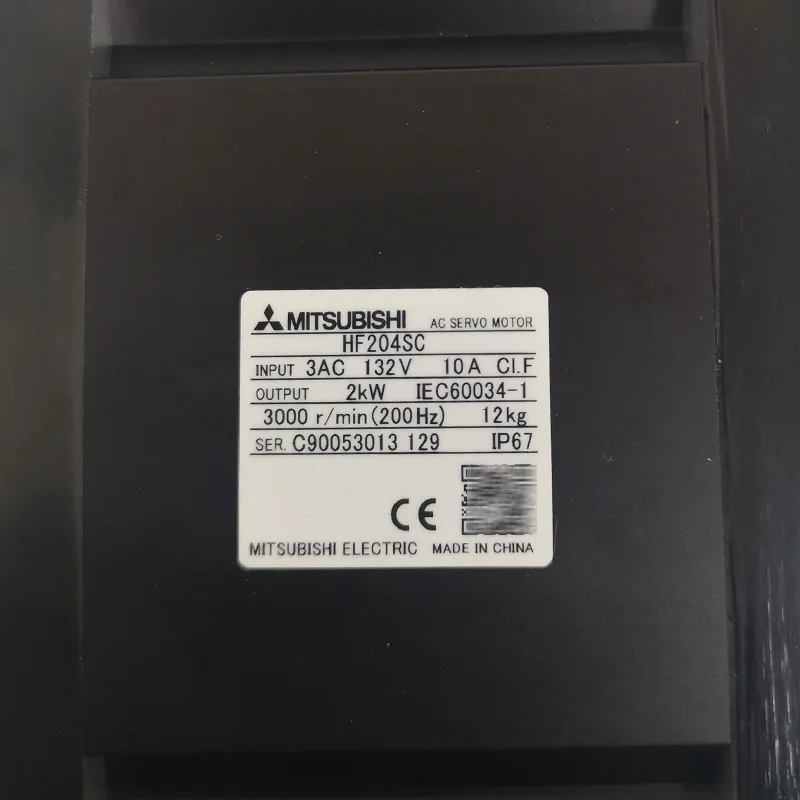 MITSUBISHI AC SERVO MOTOR
HF204SC
INPUT 3AC 132V 10A CI.F
OUTPUT 2kW IEC60034-1
3000 r/min(200Hz) 12kg
SER. C90053013 129 IP67
CE
MITSUBISHI ELECTRIC MADE IN CHINA